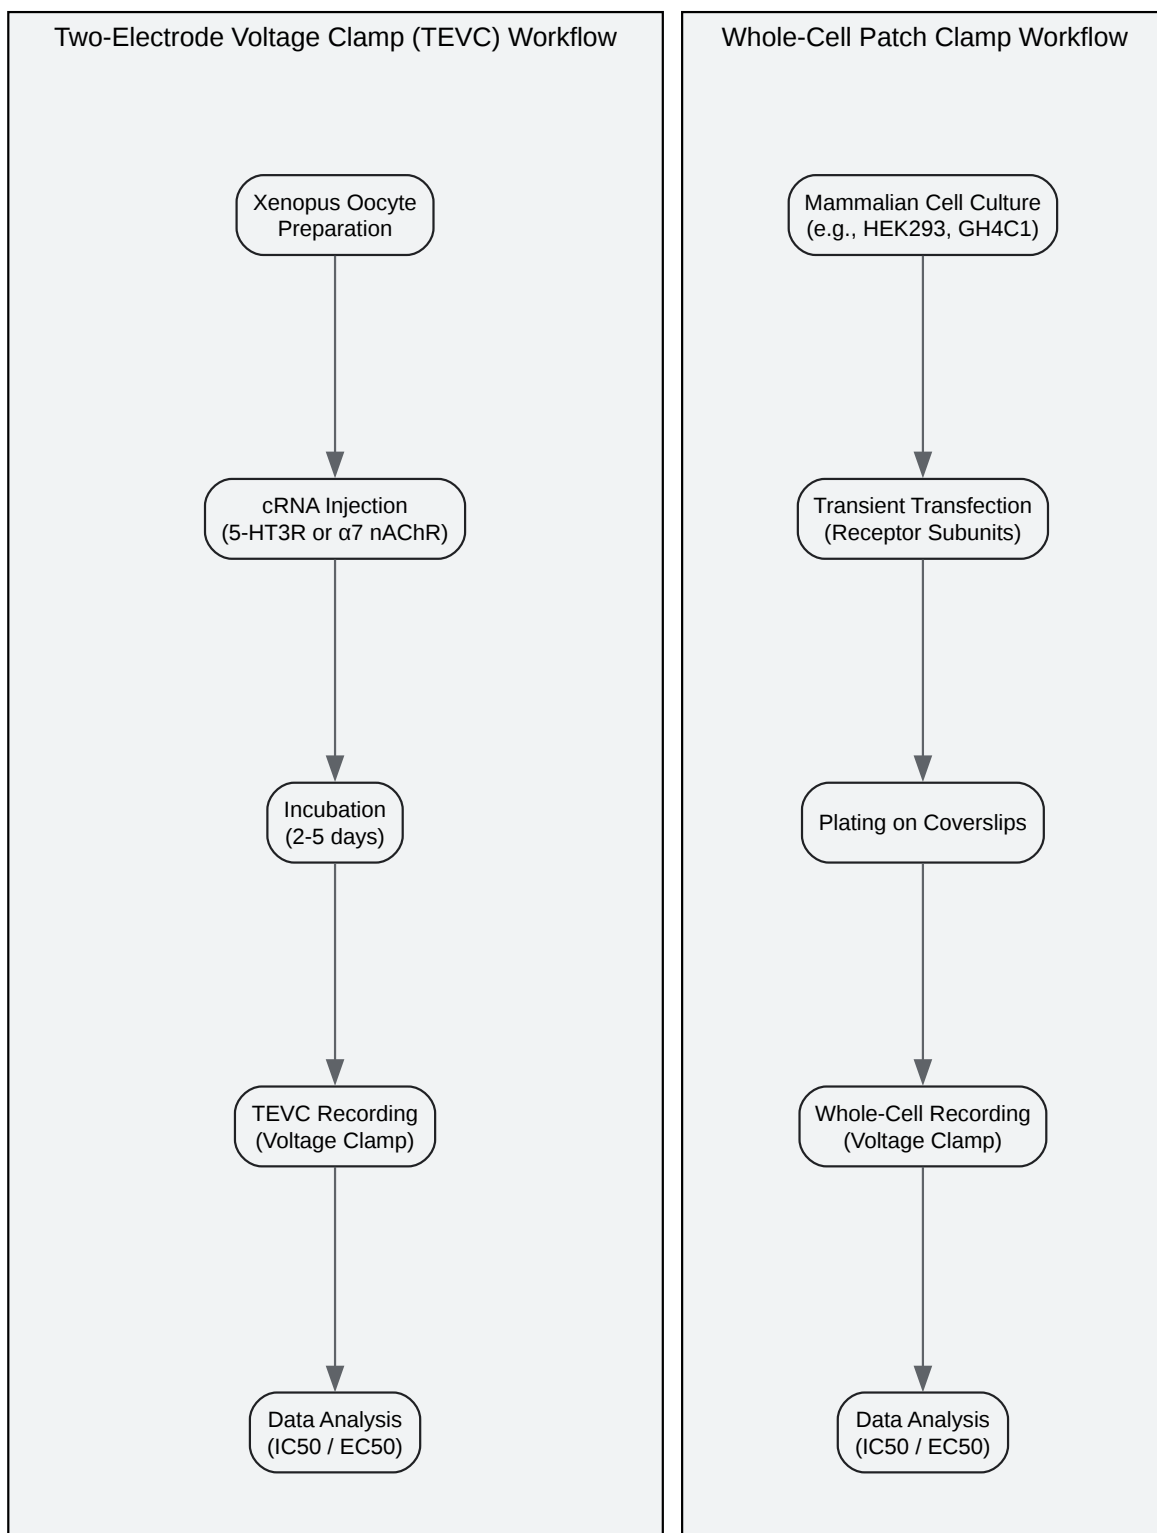 Two-Electrode Voltage Clamp (TEVC) Workflow
Xenopus Oocyte
Preparation
cRNA Injection
(5-HT3R or α7 nAChR)
Incubation
(2-5 days)
TEVC Recording
(Voltage Clamp)
Data Analysis
(IC50 / EC50)
Whole-Cell Patch Clamp Workflow
Mammalian Cell Culture
(e.g., HEK293, GH4C1)
Transient Transfection
(Receptor Subunits)
Plating on Coverslips
Whole-Cell Recording
(Voltage Clamp)
Data Analysis
(IC50 / EC50)